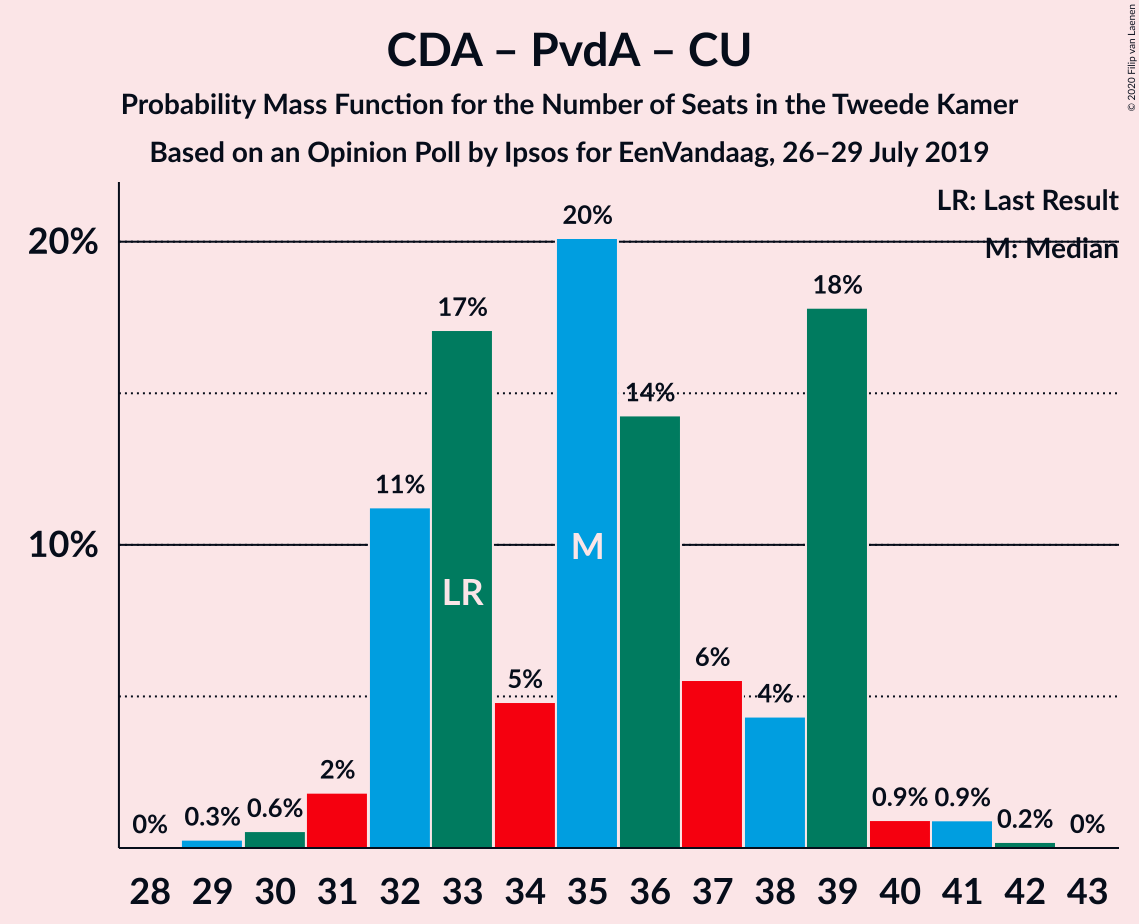 CDA – PvdA – CU
Probability Mass Function for the Number of Seats in the Tweede Kamer
Based on an Opinion Poll by Ipsos for EenVandaag, 26–29 July 2019
© 2020 Filip van Laenen
LR: Last Result
M: Median
20%
10%
0%
0.3%
0.6%
2%
11%
17%
5%
20%
14%
6%
4%
18%
0.9%
0.9%
0.2%
0%
LR
M
28 29 30 31 32 33 34 35 36 37 38 39 40 41 42 43